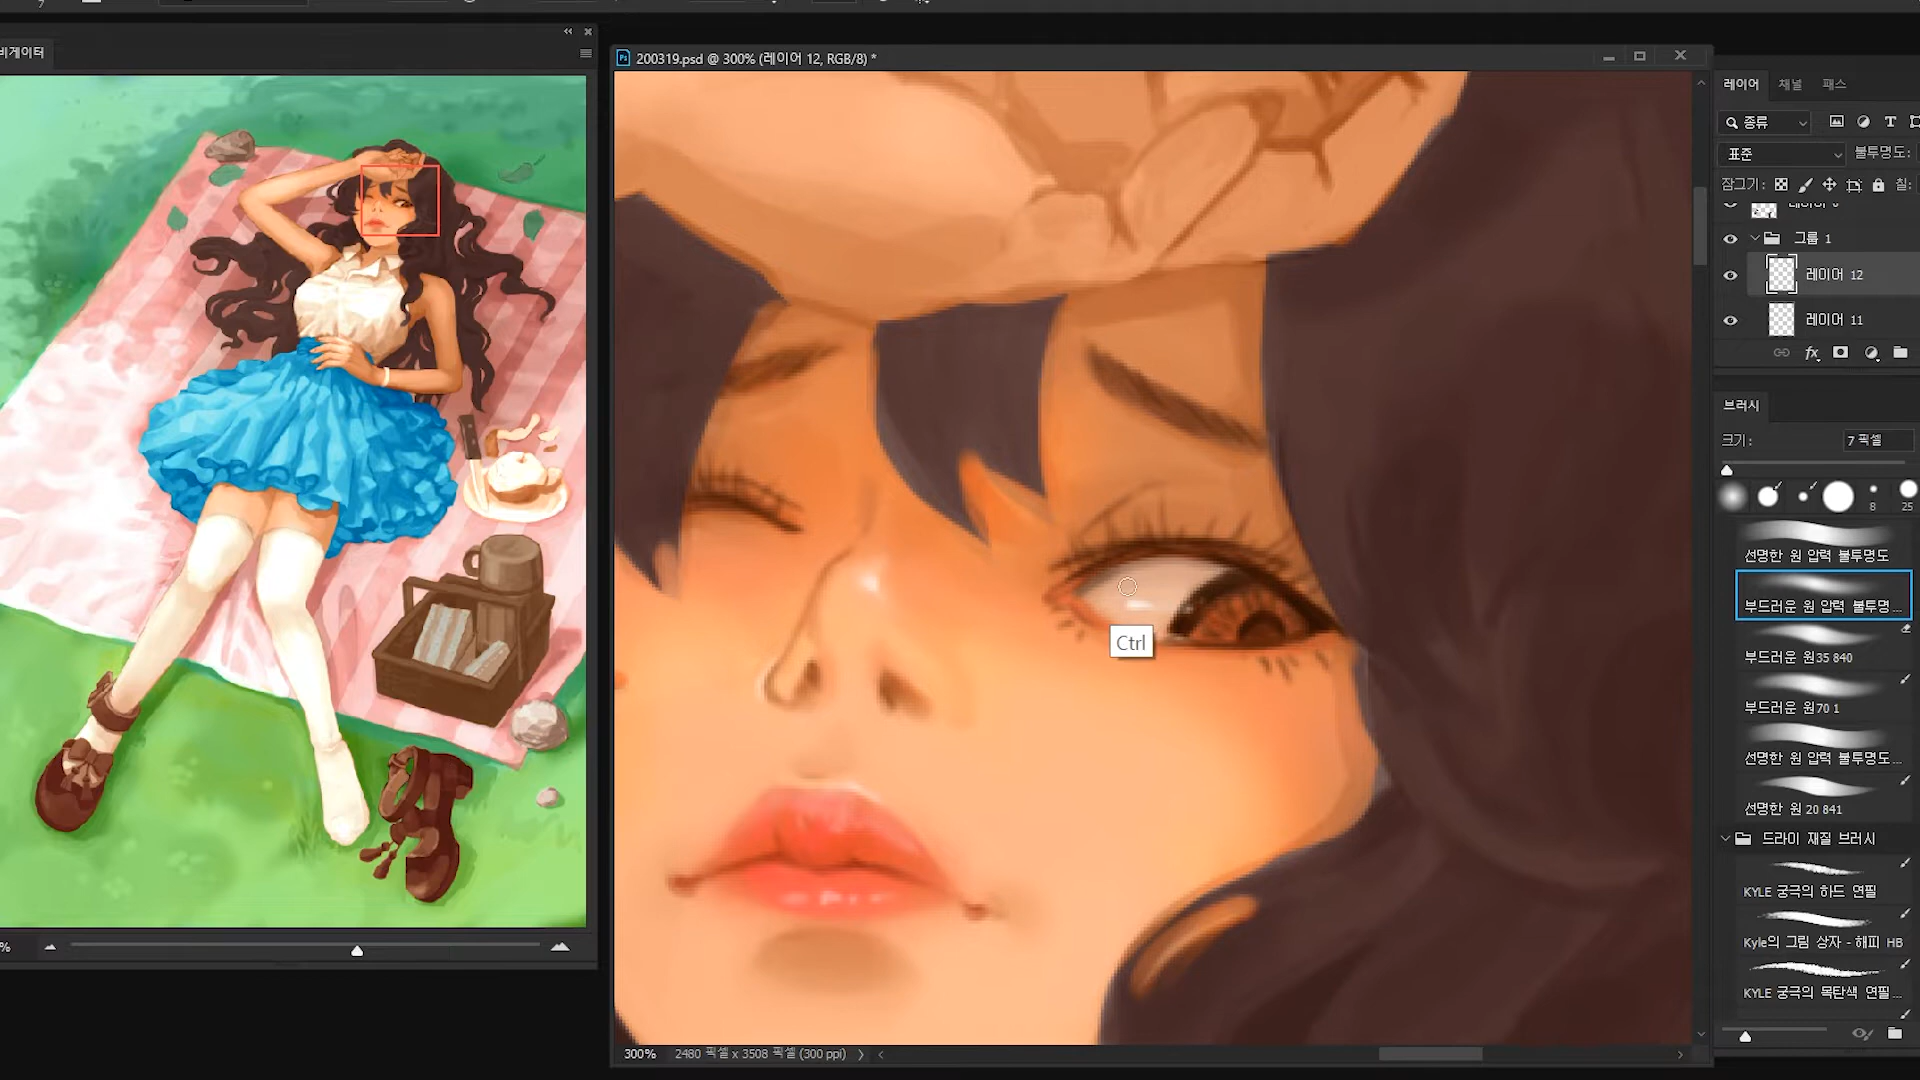 비게이터
200319.psd @ 300% (레이어 12, RGB/8) *
Ctrl
300%
2480 픽셀 x 3508 픽셀 (300 ppi)
%
레이어 채널 패스
종류
표준
불투명도:
잠그기:
칠:
그룹 1
레이어 12
레이어 11
fx
브러시
크기:
7 픽셀
8
25
선명한 원 압력 불투명도
부드러운 원 압력 불투명...
부드러운 원35 840
부드러운 원70 1
선명한 원 압력 불투명도...
선명한 원 20 841
드라이 재질 브러시
KYLE 궁극의 하드 연필
Kyle의 그림 상자 - 해피 HB
KYLE 궁극의 목탄색 연필...